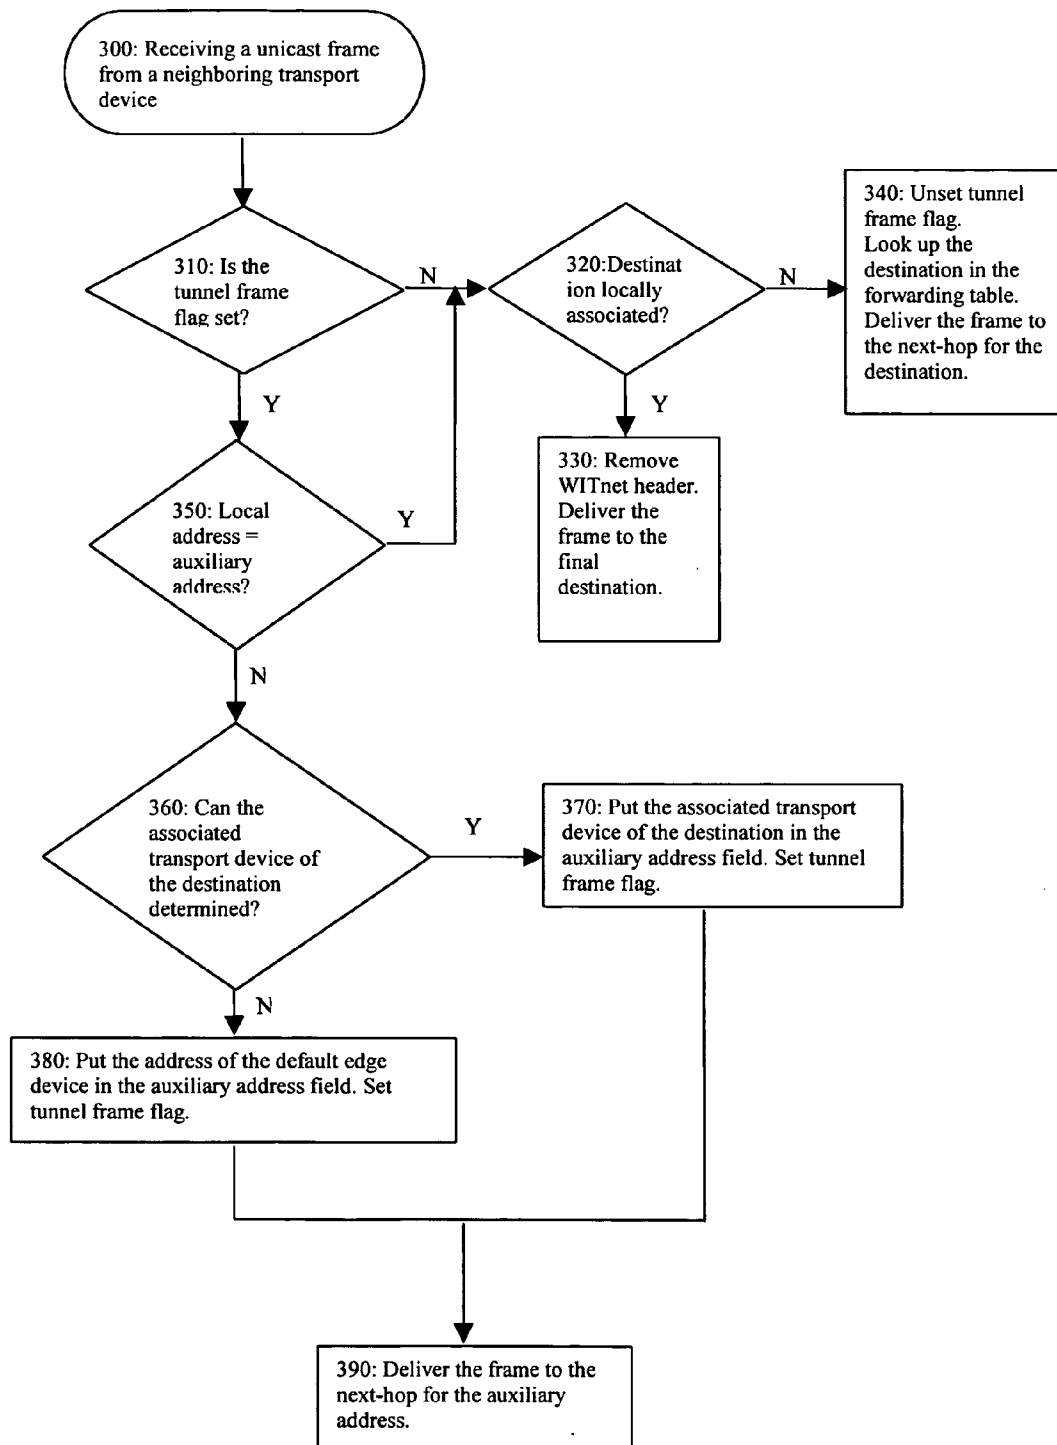 300: Receiving a unicast frame
from a neighboring transport
device
310: Is the
tunnel frame
flag set?
N
Y
320:Destinat
ion locally
associated?
N
Y
340: Unset tunnel
frame flag.
Look up the
destination in the
forwarding table.
Deliver the frame to
the next-hop for the
destination.
330: Remove
WITnet header.
Deliver the
frame to the
final
destination.
350: Local
address =
auxiliary
address?
Y
N
360: Can the
associated
transport device of
the destination
determined?
Y
N
370: Put the associated transport
device of the destination in the
auxiliary address field. Set tunnel
frame flag.
380: Put the address of the default edge
device in the auxiliary address field. Set
tunnel frame flag.
390: Deliver the frame to the
next-hop for the auxiliary
address.